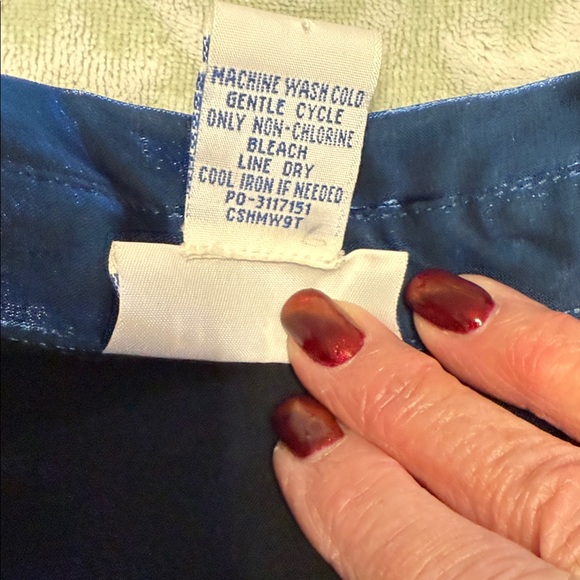 MACHINE WASH COLD
GENTLE CYCLE
ONLY NON-CHLORINE
BLEACH
LINE DRY
COOL IRON IF NEEDED
PO-3117151
CSHMW9T